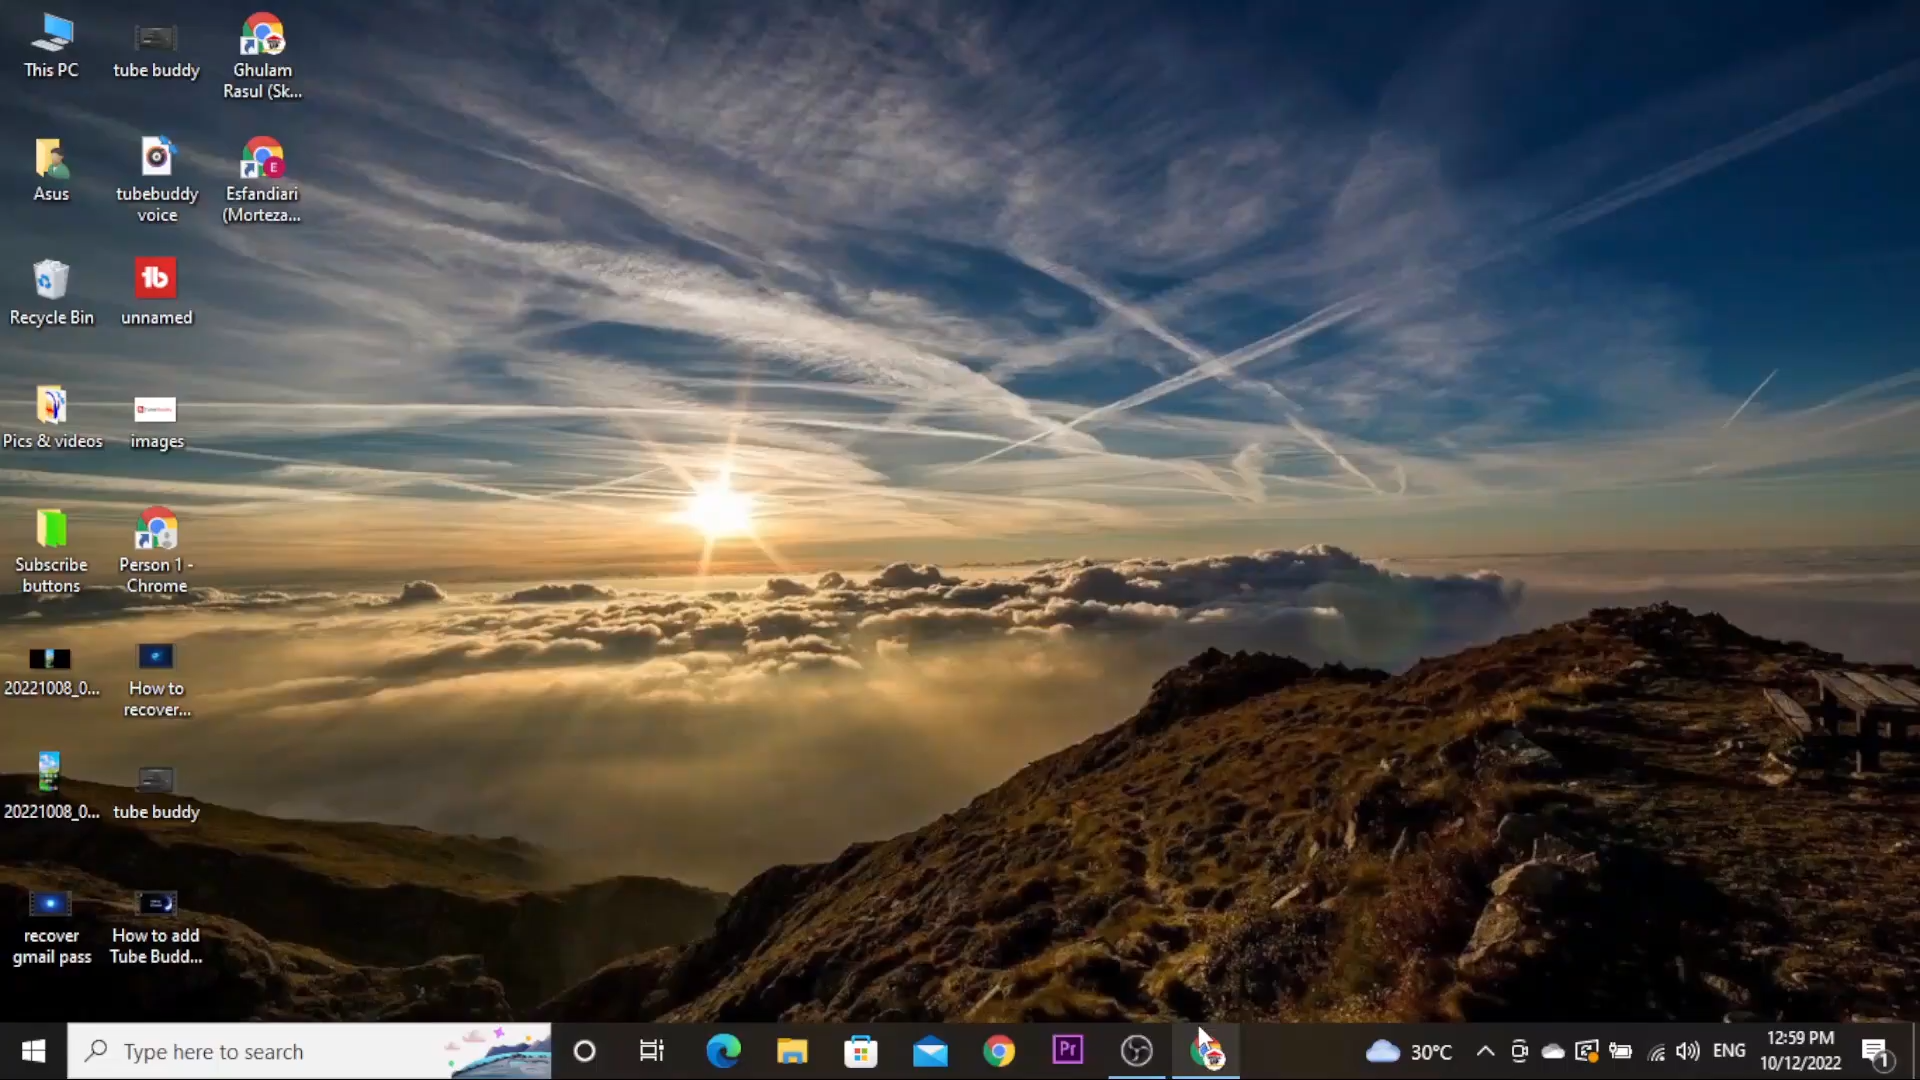 This PC
tube buddy
Ghulam
Rasul (Sk...
Asus
tubebuddy
voice
Esfandiari
(Morteza...
E
Recycle Bin
unnamed
Pics & videos
images
Subscribe
buttons
Person 1 -
Chrome
20221008_0...
How to
recover...
20221008_0...
tube buddy
recover
gmail pass
How to add
Tube Budd...
Type here to search
Pr
30°C
ENG
12:59 PM
10/12/2022
1